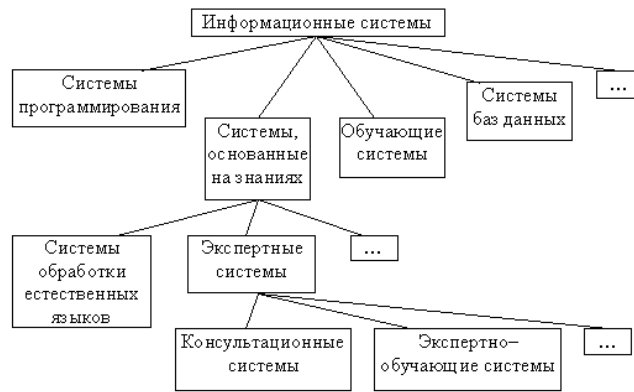 Информационные системы
Системы
программирования
Системы,
основанные
на знаниях
Обучающие
системы
Системы
баз данных
...
Системы
обработки
естественных
языков
Экспертные
системы
...
Консультационные
системы
Экспертно–
обучающие системы
...